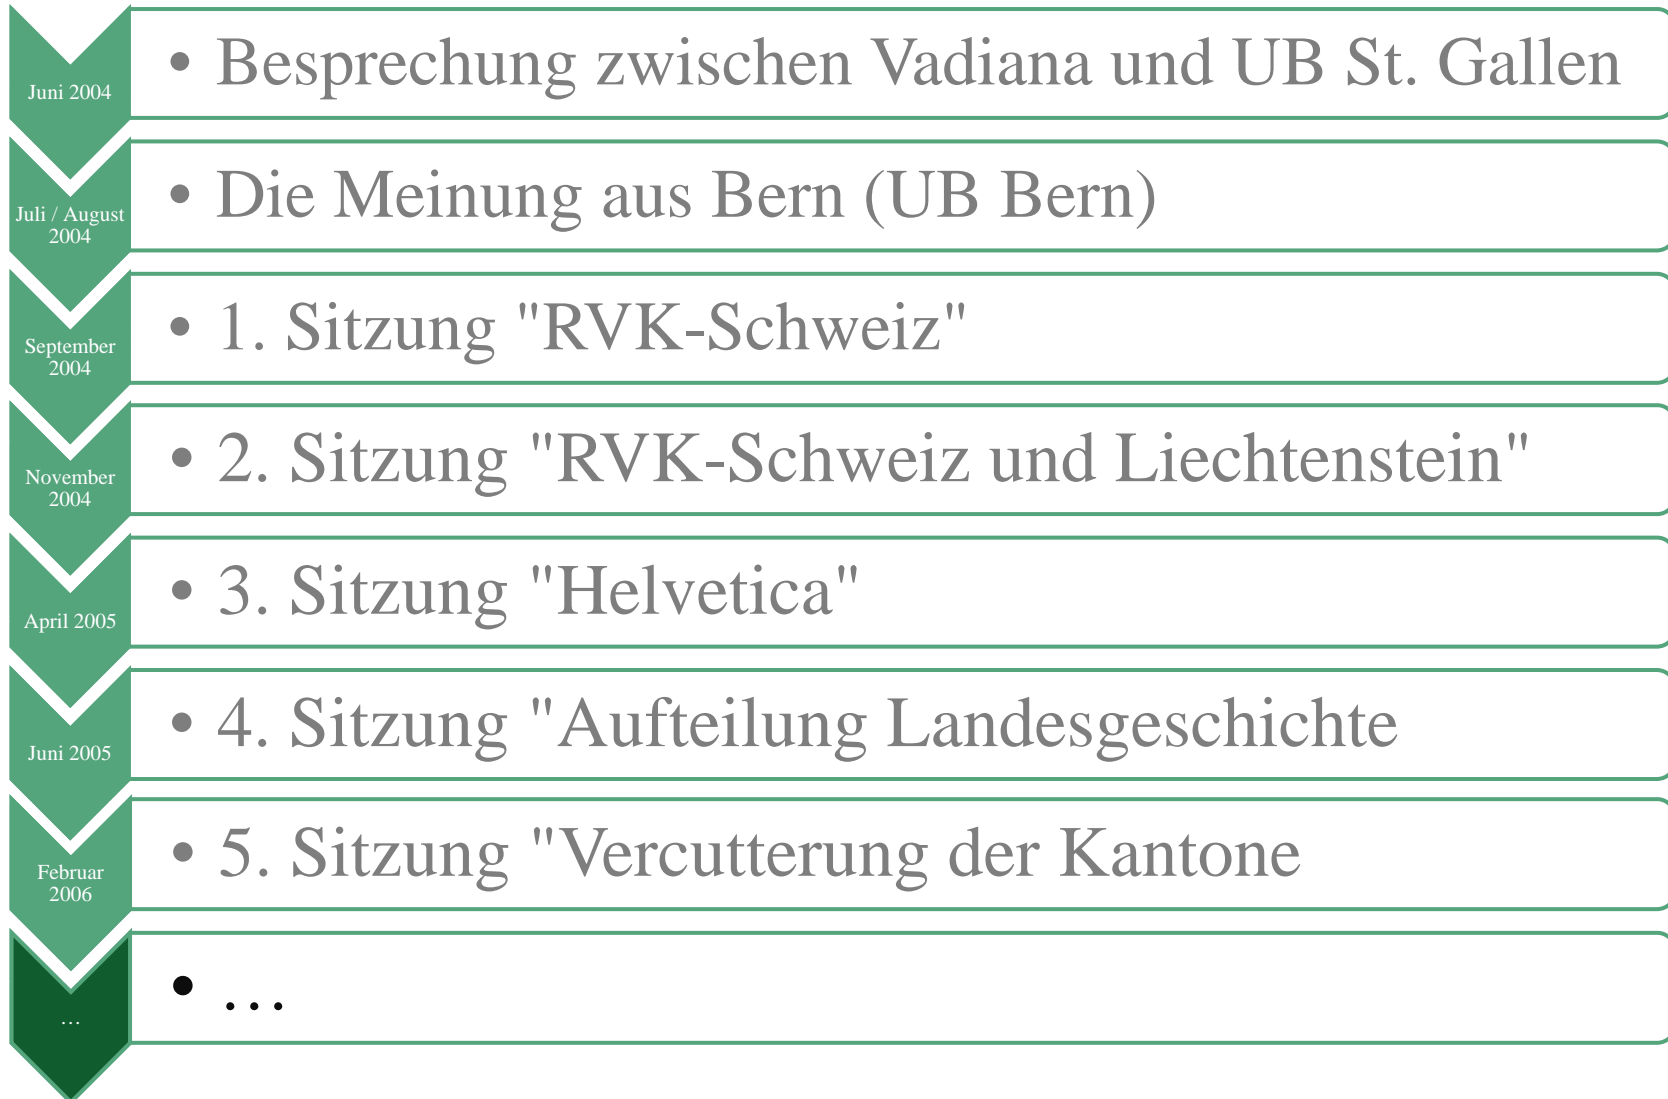 Juni 2004
• Besprechung zwischen Vadiana und UB St. Gallen
Juli / August
2004
• Die Meinung aus Bern (UB Bern)
September
2004
• 1. Sitzung "RVK-Schweiz"
November
2004
• 2. Sitzung "RVK-Schweiz und Liechtenstein"
April 2005
• 3. Sitzung "Helvetica"
Juni 2005
• 4. Sitzung "Aufteilung Landesgeschichte
Februar
2006
• 5. Sitzung "Vercutterung der Kantone
…
• …